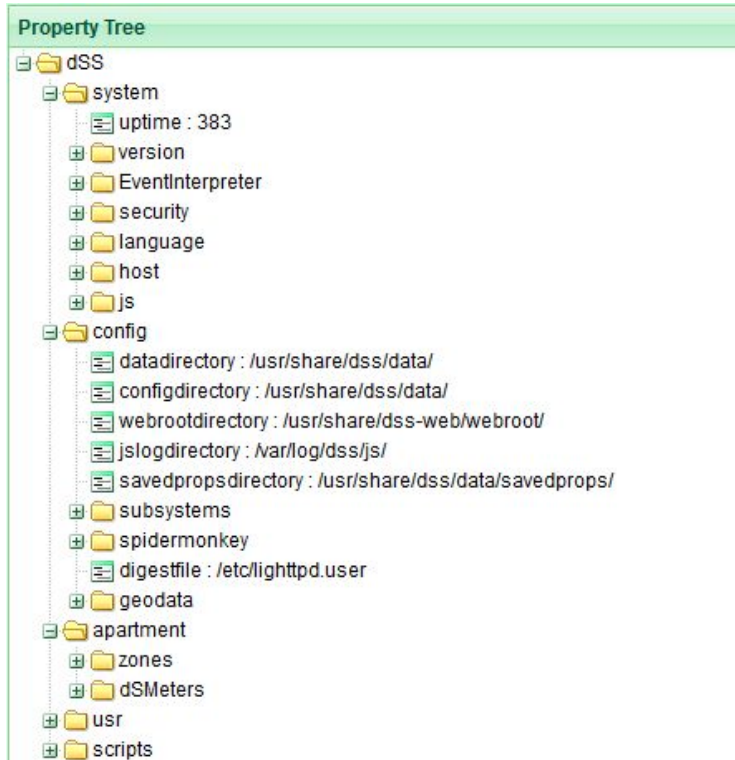 Property Tree
dSS
system
uptime : 383
version
EventInterpreter
security
language
host
js
config
datadirectory : /usr/share/dss/data/
configdirectory : /usr/share/dss/data/
webrootdirectory : /usr/share/dss-web/webroot/
jslogdirectory : /var/log/dss/js/
savedpropsdirectory : /usr/share/dss/data/savedprops/
subsystems
spidermonkey
digestfile : /etc/lighttpd.user
geodata
apartment
zones
dSMeters
usr
scripts